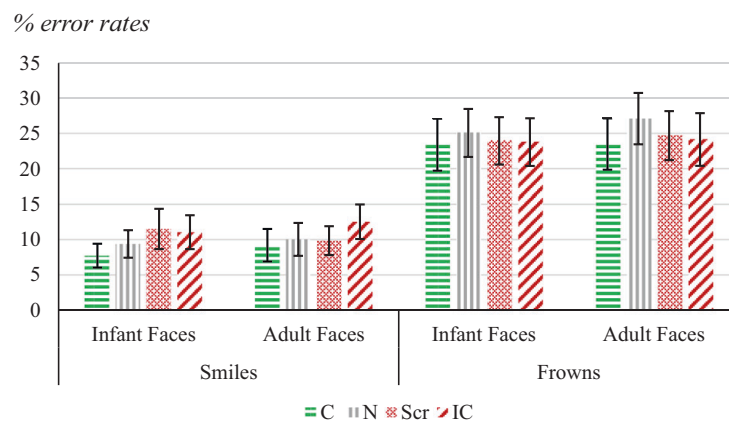 % error rates
35
30
25
20
15
10
5
0
Infant Faces Adult Faces Infant Faces Adult Faces
Smiles Frowns
C N Scr IC